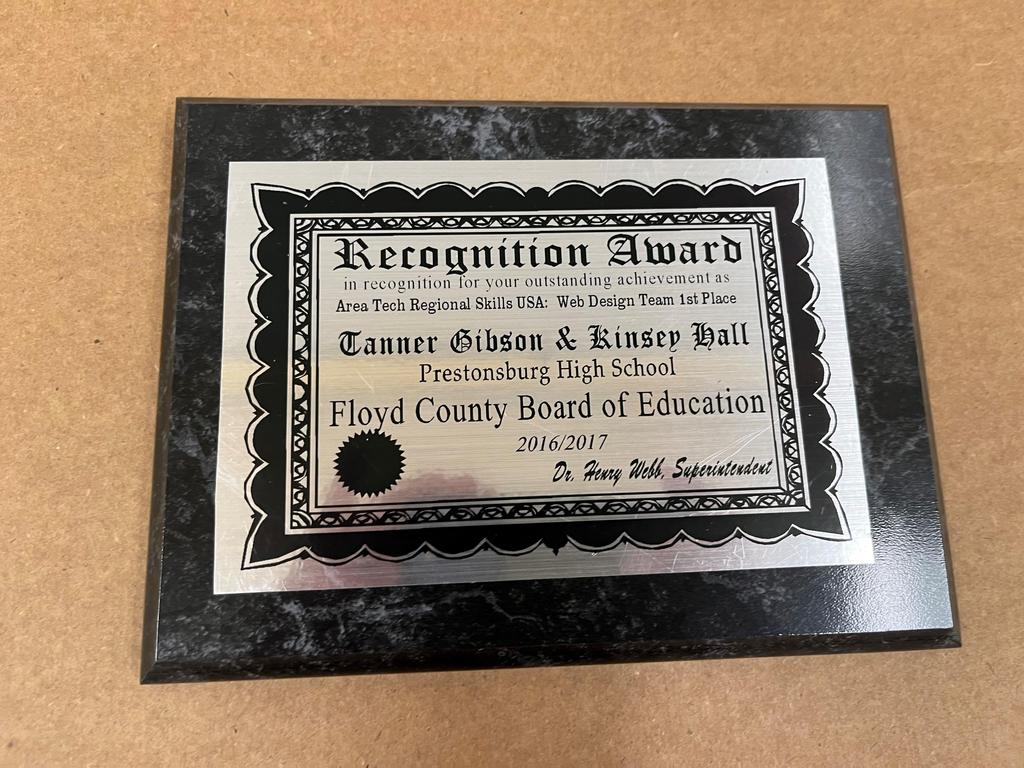 Recognition Award
in recognition for your outstanding achievement as
Area Tech Regional Skills USA: Web Design Team 1st Place
Tanner Gibson & Kinsey Hall
Prestonsburg High School
Floyd County Board of Education
2016/2017
Dr. Henry Webb, Superintendent